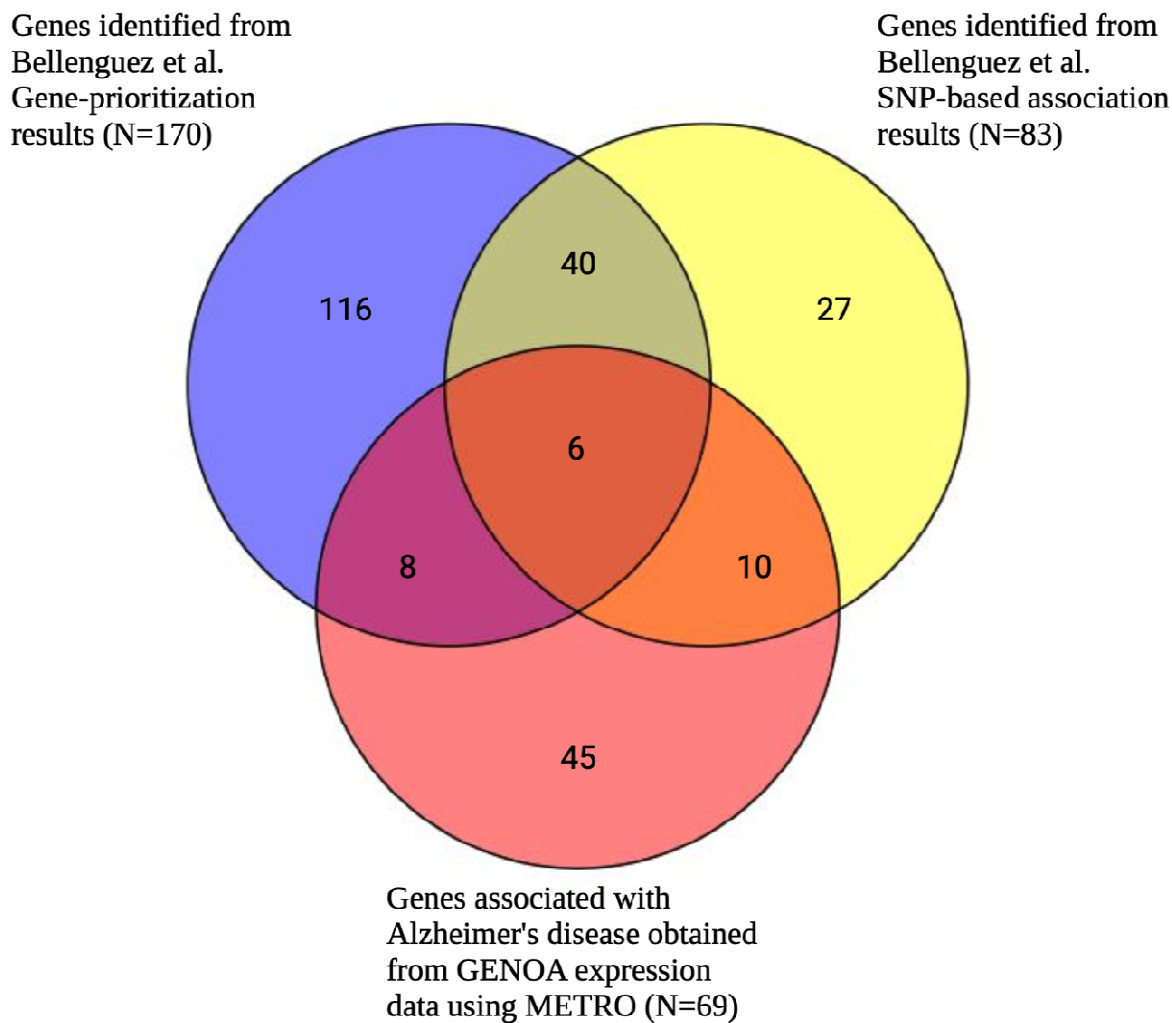 Genes identified from
Bellenguez et al.
Gene-prioritization
results (N=170)
Genes identified from
Bellenguez et al.
SNP-based association
results (N=83)
40
116
27
6
8
10
45
Genes associated with
Alzheimer's disease obtained
from GENOA expression
data using METRO (N=69)